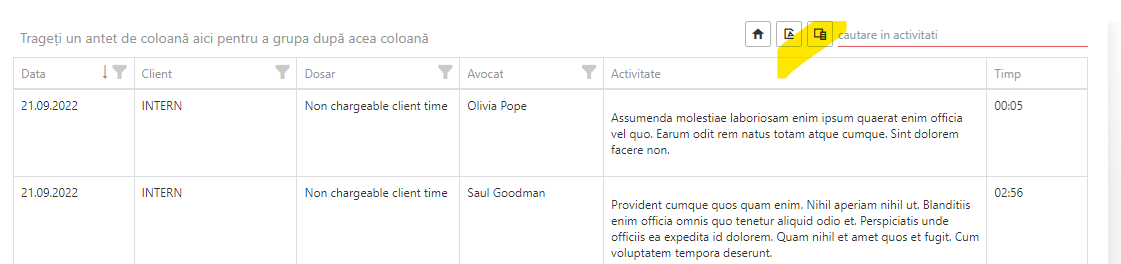 Trageți un antet de coloană aici pentru a grupa după acea coloană
cautare in activitati
Data Client Dosar Avocat Activitate Timp
21.09.2022 INTERN Non chargeable client time Olivia Pope 00:05
Assumenda molestiae laboriosam enim ipsum quaerat enim officia
vel quo. Earum odit rem natus totam atque cumque. Sint dolorem
facere non.
21.09.2022 INTERN Non chargeable client time Saul Goodman 02:56
Provident cumque quos quam enim. Nihil aperiam nihil ut. Blanditiis
enim officia omnis quo tenetur aliquid odio et. Perspiciatis unde
officiis ea expedita id dolorem. Quam nihil et amet quos et fugit. Cum
voluptatem tempora deserunt.